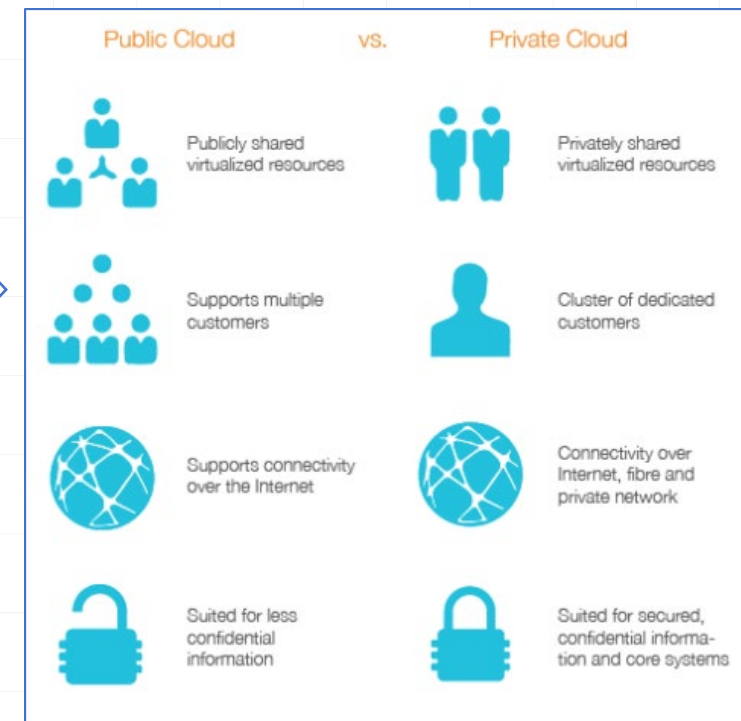 Public Cloud vs. Private Cloud
Publicly shared
virtualized resources
Privately shared
virtualized resources
Supports multiple
customers
Cluster of dedicated
customers
Supports connectivity
over the Internet
Connectivity over
Internet, fibre and
private network
Suited for less
confidential
information
Suited for secured,
confidential informa-
tion and core systems